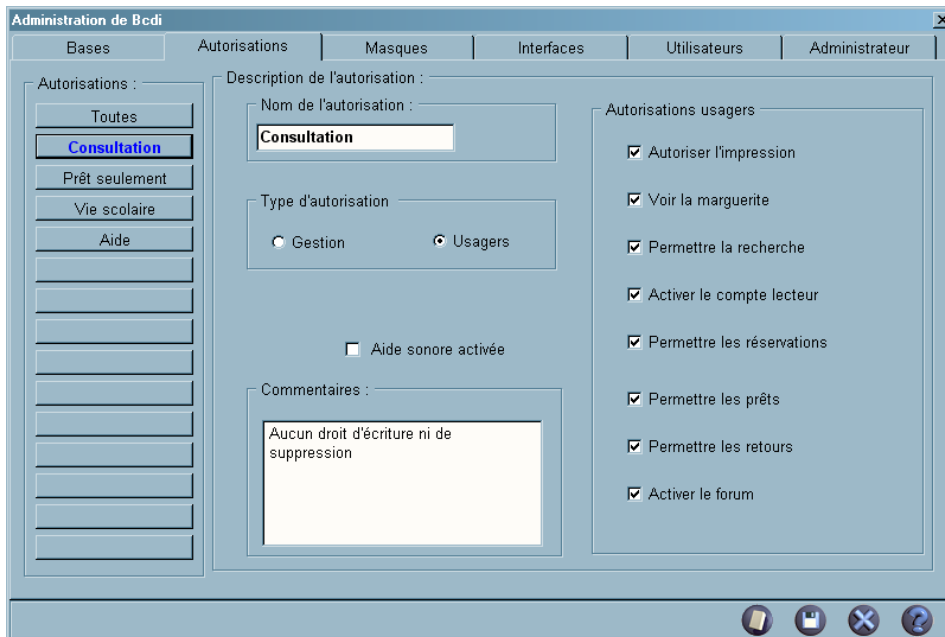 Administration de Bcdi
Bases
Autorisations
Masques
Interfaces
Utilisateurs
Administrateur
Autorisations :
Toutes
Consultation
Prêt seulement
Vie scolaire
Aide
Description de l'autorisation :
Nom de l'autorisation :
Consultation
Type d'autorisation
Gestion
Usagers
Aide sonore activée
Commentaires :
Aucun droit d'écriture ni de
suppression
Autorisations usagers
Autoriser l'impression
Voir la marguerite
Permettre la recherche
Activer le compte lecteur
Permettre les réservations
Permettre les prêts
Permettre les retours
Activer le forum